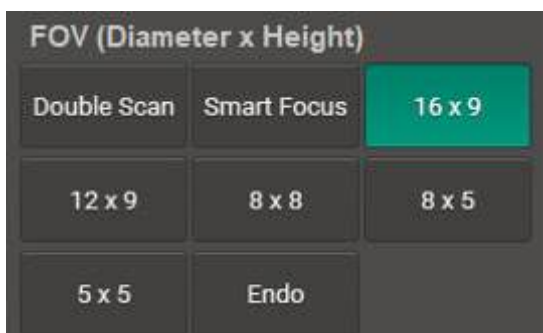 FOV (Diameter x Height)
Double Scan Smart Focus 16 x 9
12 x 9 8 x 8 8 x 5
5 x 5 Endo